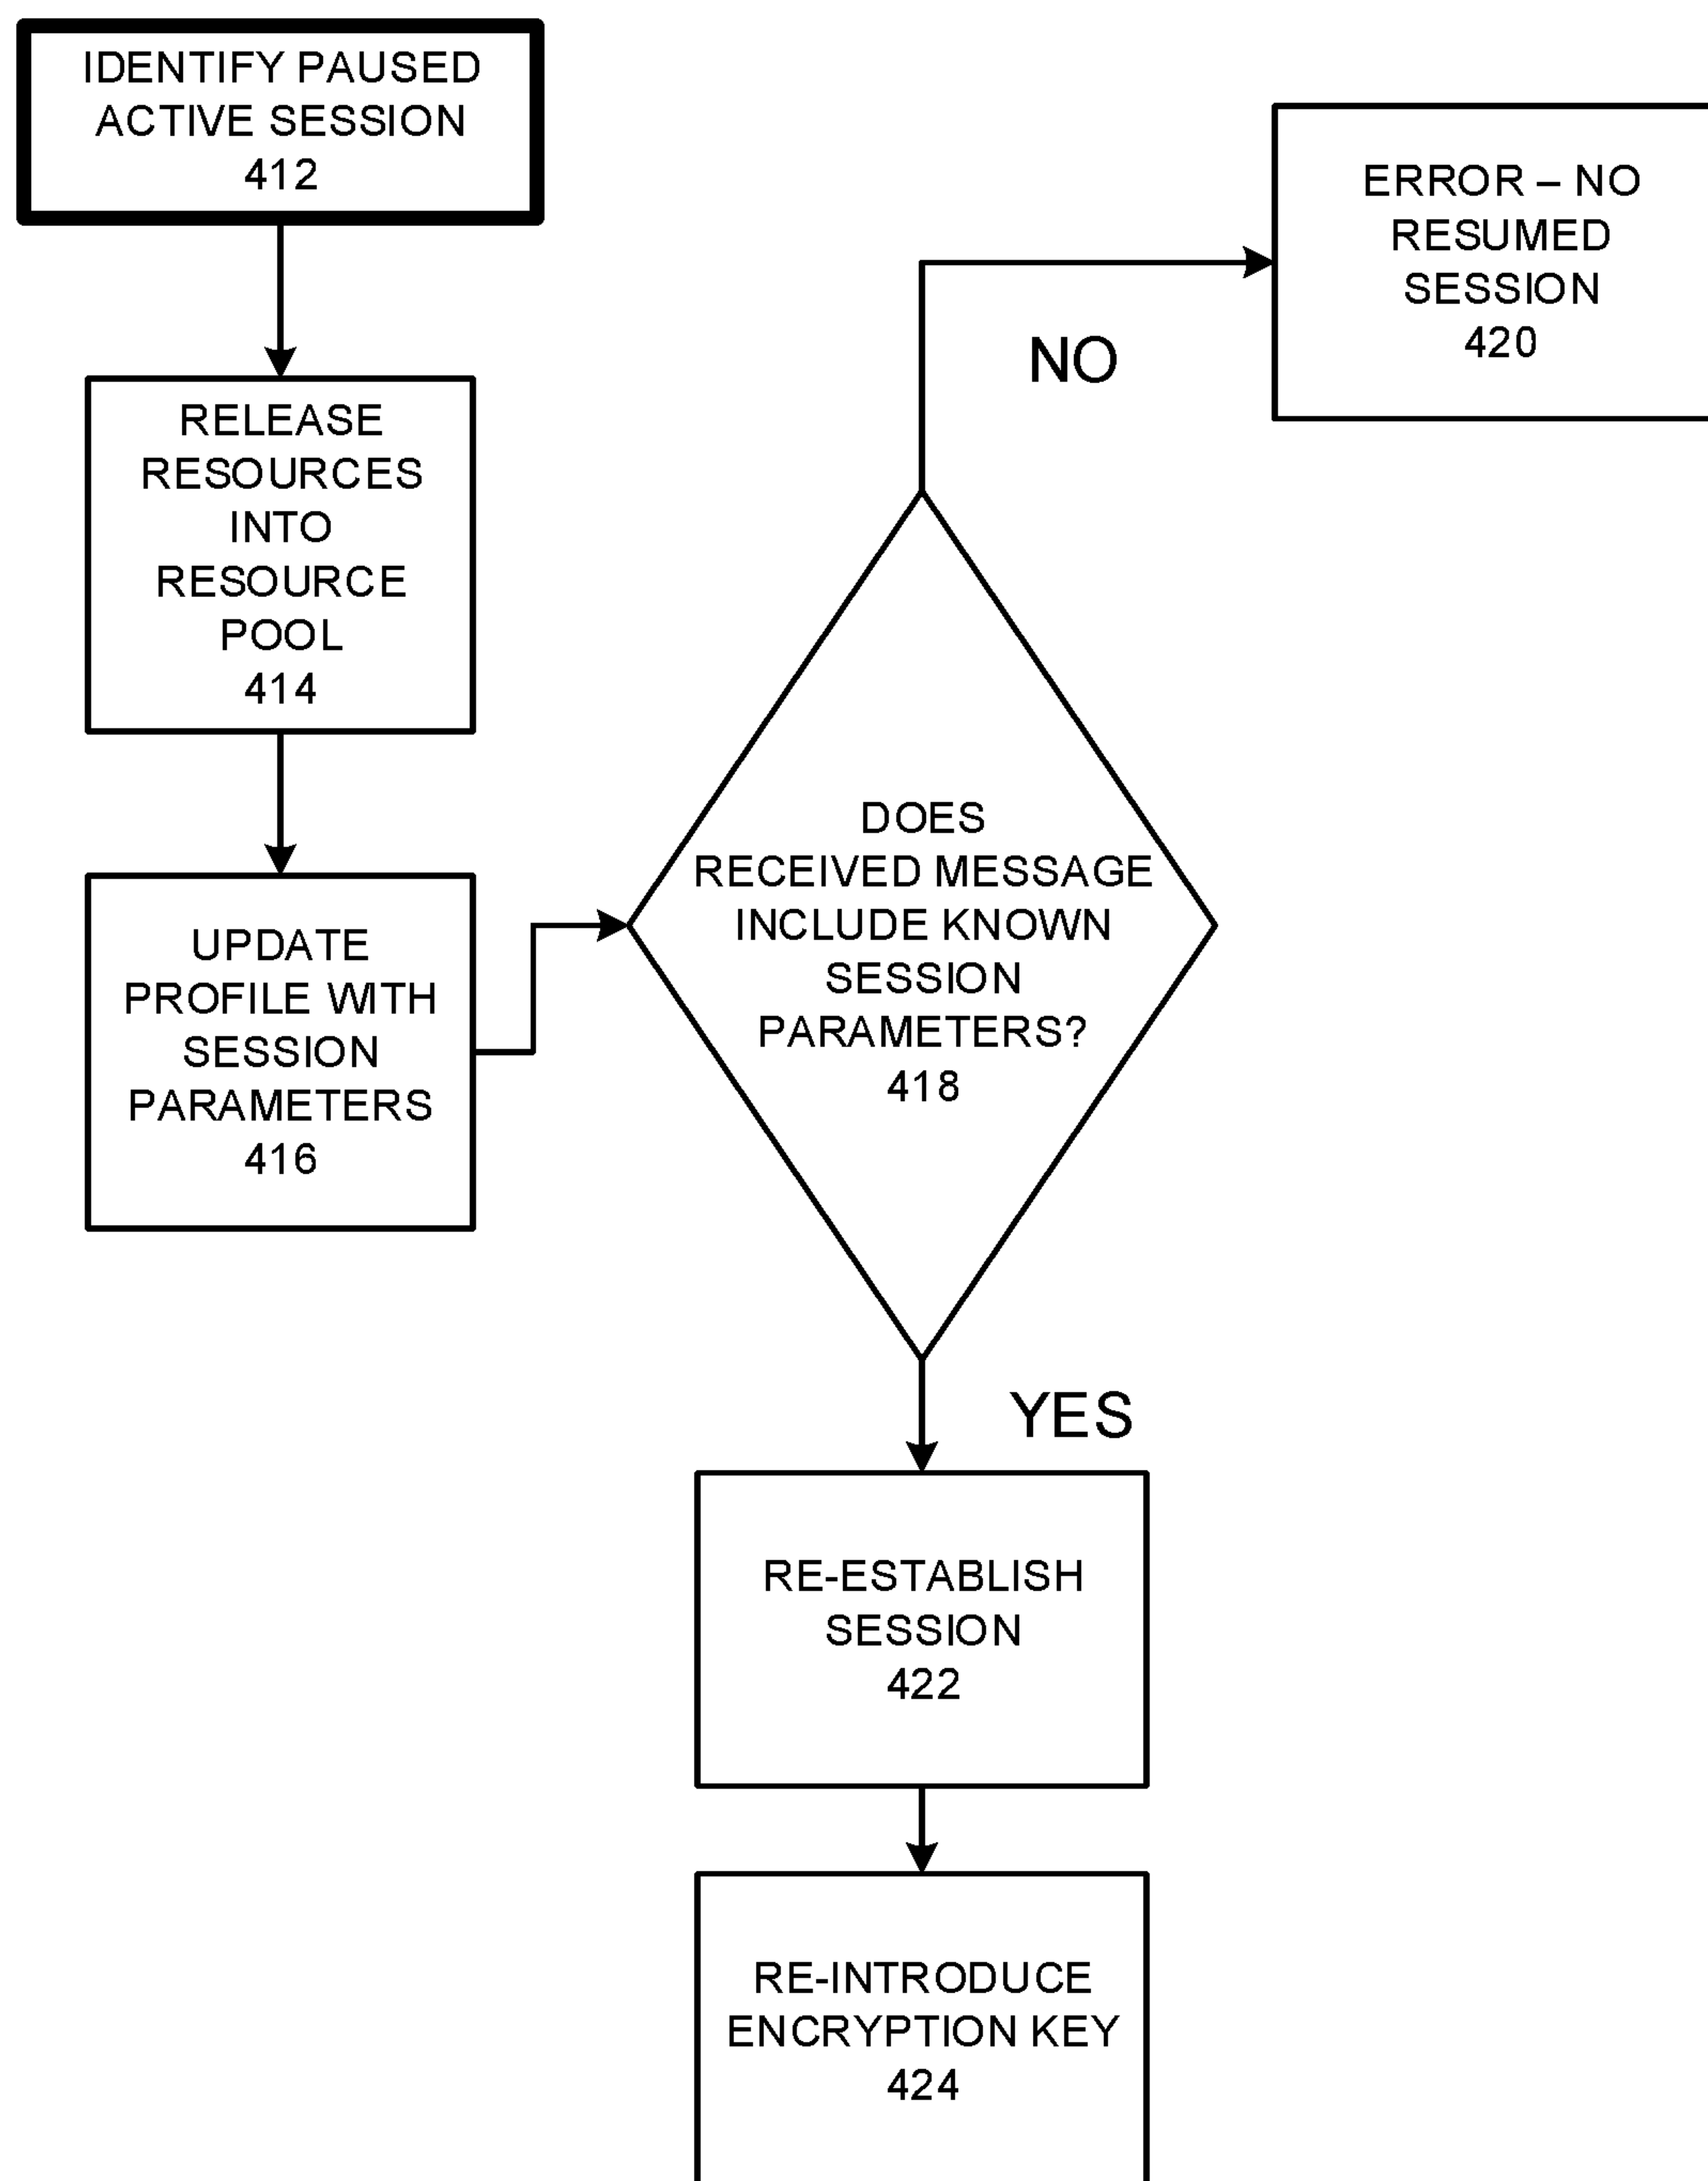 IDENTIFY PAUSED
ACTIVE SESSION
412
RELEASE
RESOURCES
INTO
RESOURCE
POOL
414
UPDATE
PROFILE WITH
SESSION
PARAMETERS
416
DOES
RECEIVED MESSAGE
INCLUDE KNOWN
SESSION
PARAMETERS?
418
NO
ERROR – NO
RESUMED
SESSION
420
YES
RE-ESTABLISH
SESSION
422
RE-INTRODUCE
ENCRYPTION KEY
424